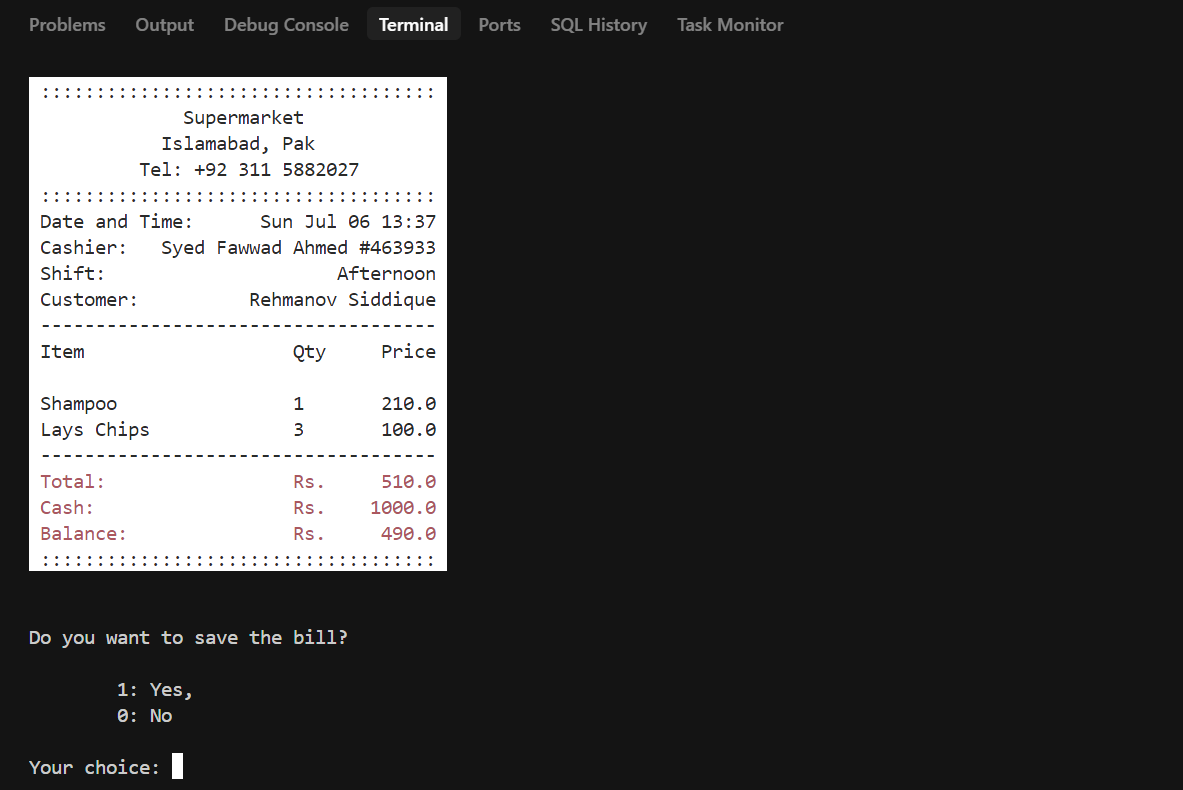 Problems Output Debug Console Terminal Ports SQL History Task Monitor
::::::::::::::::::::::::::::::::::::
Supermarket
Islamabad, Pak
Tel: +92 311 5882027
::::::::::::::::::::::::::::::::::::
Date and Time: Sun Jul 06 13:37
Cashier: Syed Fawwad Ahmed #463933
Shift: Afternoon
Customer: Rehmanov Siddique
------------------------------------
Item Qty Price
Shampoo 1 210.0
Lays Chips 3 100.0
------------------------------------
Total: Rs. 510.0
Cash: Rs. 1000.0
Balance: Rs. 490.0
::::::::::::::::::::::::::::::::::::
Do you want to save the bill?
1: Yes,
0: No
Your choice: